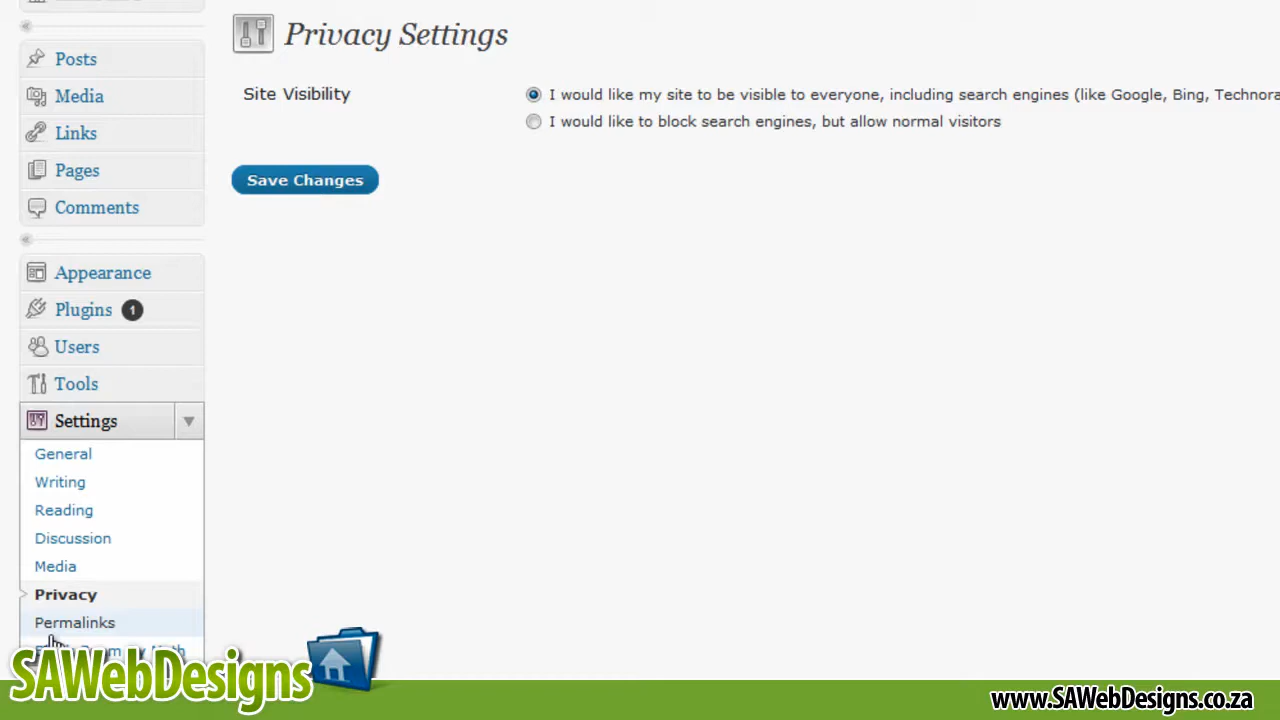 Privacy Settings
Site Visibility
I would like my site to be visible to everyone, including search engines (like Google, Bing, Technora
I would like to block search engines, but allow normal visitors
Save Changes
Posts
Media
Links
Pages
Comments
Appearance
Plugins 1
Users
Tools
Settings
General
Writing
Reading
Discussion
Media
Privacy
Permalinks
SAWebDesigns
www.SAWebDesigns.co.za